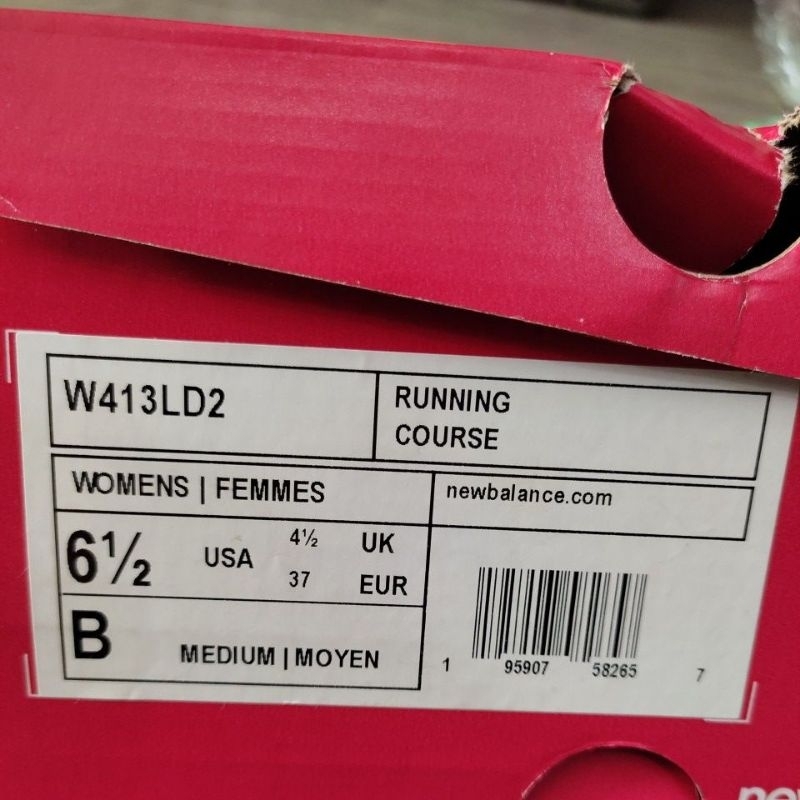 W413LD2
RUNNING
COURSE
WOMENS | FEMMES
newbalance.com
6½ USA 4½ UK
37 EUR
B MEDIUM | MOYEN
1 95907 58265 7